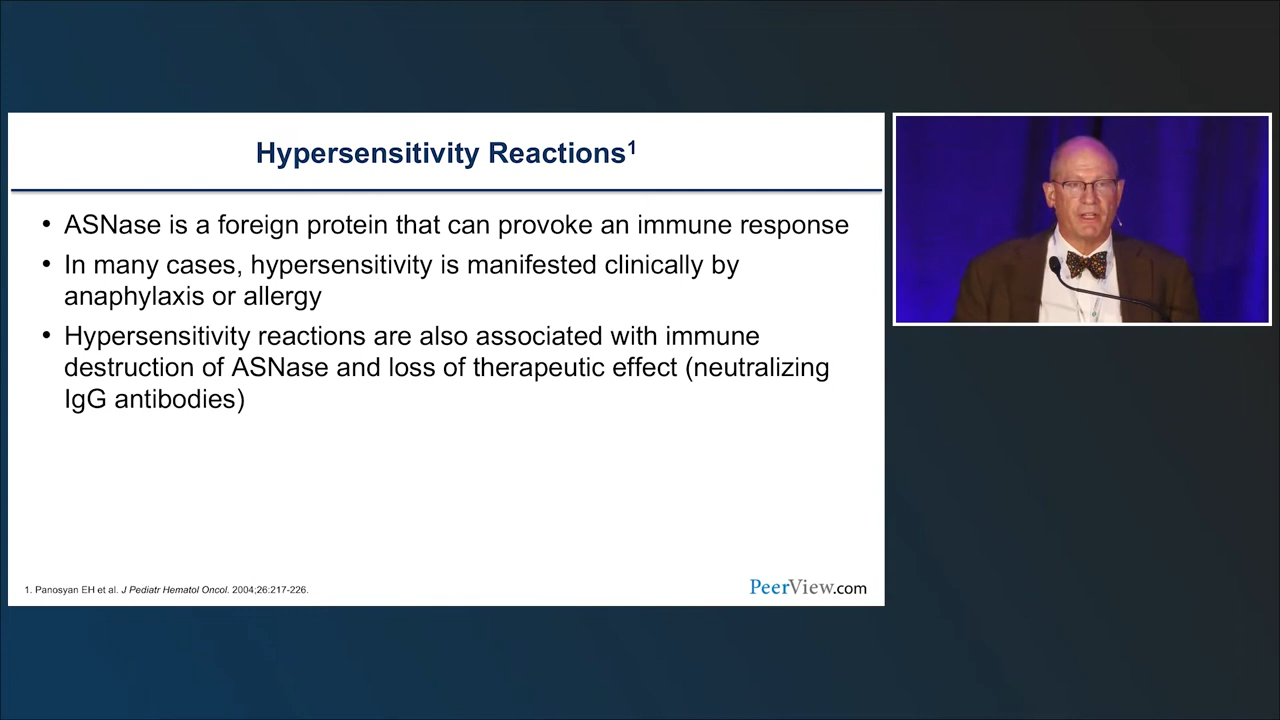 Hypersensitivity Reactions1
• ASNase is a foreign protein that can provoke an immune response
• In many cases, hypersensitivity is manifested clinically by
anaphylaxis or allergy
• Hypersensitivity reactions are also associated with immune
destruction of ASNase and loss of therapeutic effect (neutralizing
IgG antibodies)
1. Panosyan EH et al. J Pediatr Hematol Oncol. 2004;26:217-226.
PeerView.com